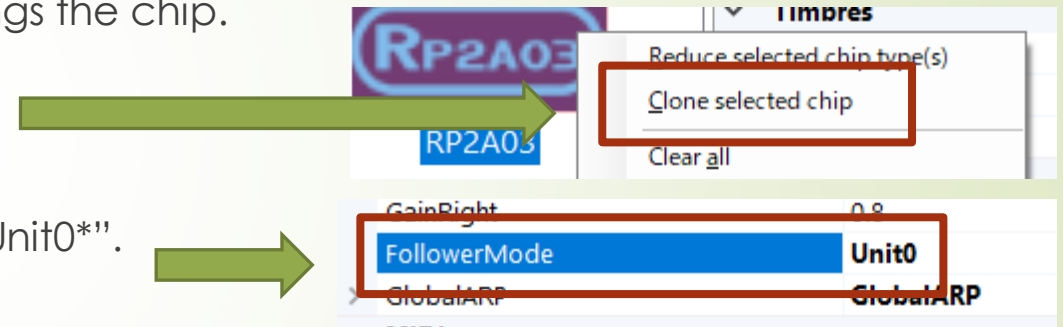 ngs the chip.
Timbres
RP2A03
Reduce selected chip type(s)
Clone selected chip
RP2A03
Clear all
GainRight 0.8
Unit0*”.
FollowerMode Unit0
GlobalARP GlobalARP